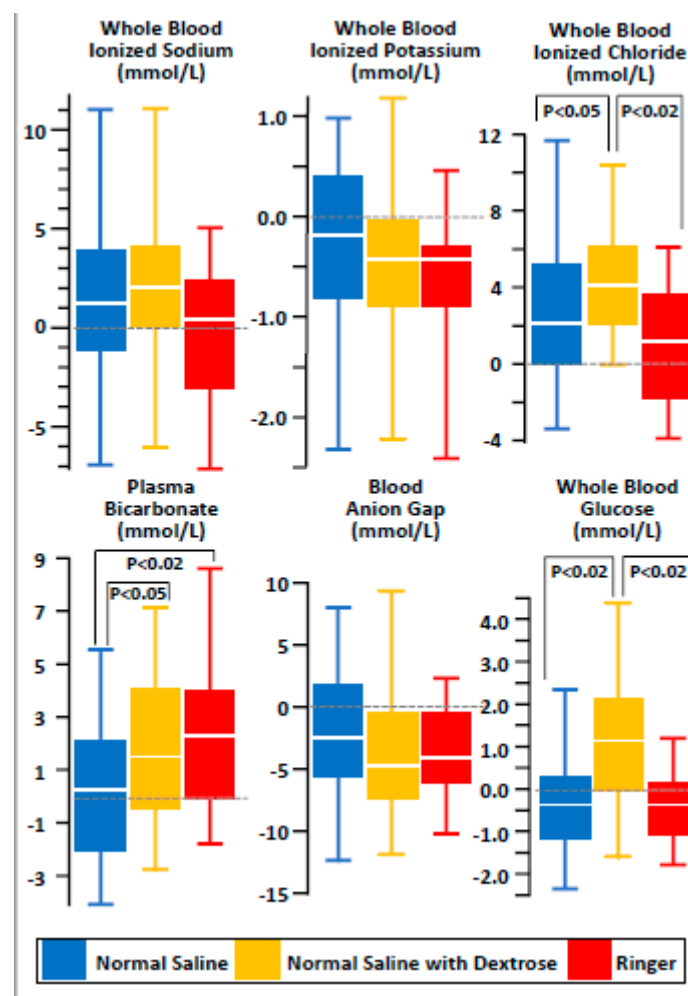 Whole Blood
Ionized Sodium
(mmol/L)
Whole Blood
Ionized Potassium
(mmol/L)
Whole Blood
Ionized Chloride
(mmol/L)
P<0.05
P<0.02
10
5
0
-5
1.0
0.0
-1.0
-2.0
12
8
4
0
-4
Plasma
Bicarbonate
(mmol/L)
Blood
Anion Gap
(mmol/L)
Whole Blood
Glucose
(mmol/L)
P<0.02
P<0.05
P<0.02
P<0.02
9
7
5
3
1
-1
-3
10
5
0
-5
-10
-15
4.0
3.0
2.0
1.0
0.0
-1.0
-2.0
Normal Saline
Normal Saline with Dextrose
Ringer